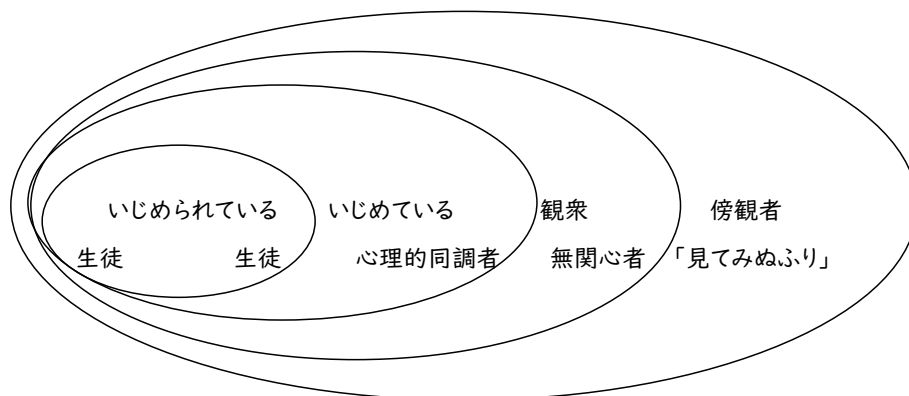 いじめられている いじめている 観衆 傍観者
生徒 生徒 心理的同調者 無関心者 「見てみぬふり」